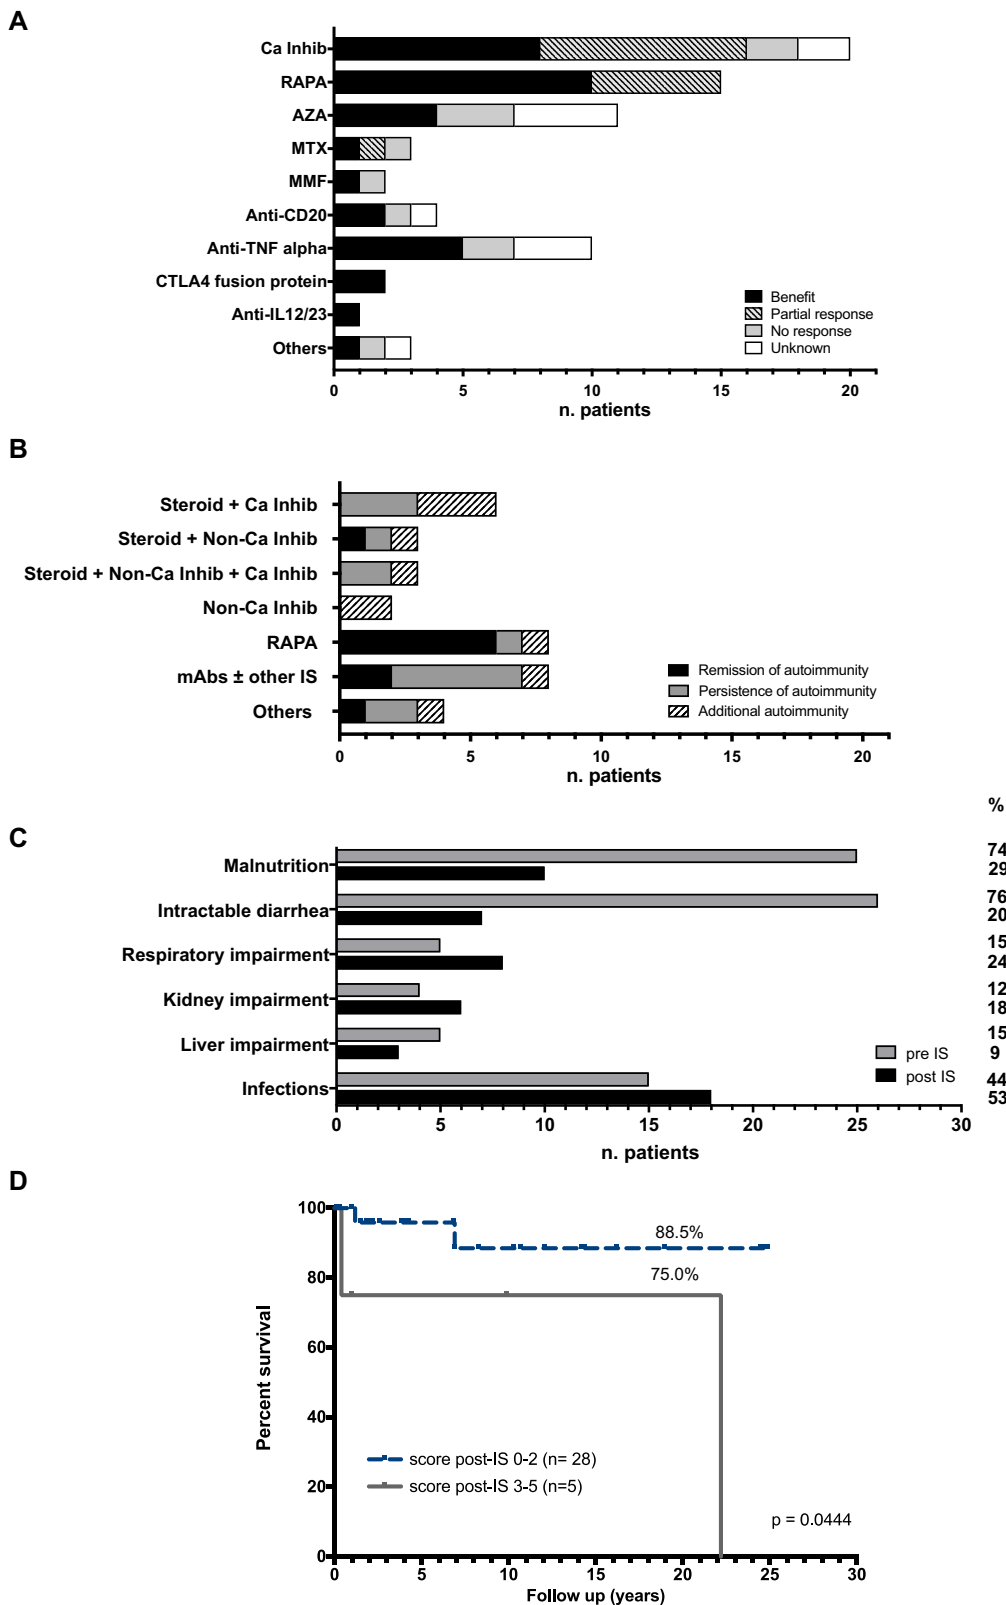 A
Ca Inhib
RAPA
AZA
MTX
MMF
Anti-CD20
Anti-TNF alpha
CTLA4 fusion protein
Anti-IL12/23
Others
Benefit
Partial response
No response
Unknown
0 5 10 15 20
n. patients
B
Steroid + Ca Inhib
Steroid + Non-Ca Inhib
Steroid + Non-Ca Inhib + Ca Inhib
Non-Ca Inhib
RAPA
mAbs ± other IS
Others
Remission of autoimmunity
Persistence of autoimmunity
Additional autoimmunity
0 5 10 15 20
n. patients
%
C
Malnutrition 74
29
Intractable diarrhea 76
20
Respiratory impairment 15
24
Kidney impairment 12
18
Liver impairment 15
9
Infections 44
53
pre IS
post IS
0 5 10 15 20 25 30
n. patients
D
Percent survival
100
80
60
40
20
0
88.5%
75.0%
score post-IS 0-2 (n= 28)
score post-IS 3-5 (n=5)
p = 0.0444
0 5 10 15 20 25 30
Follow up (years)